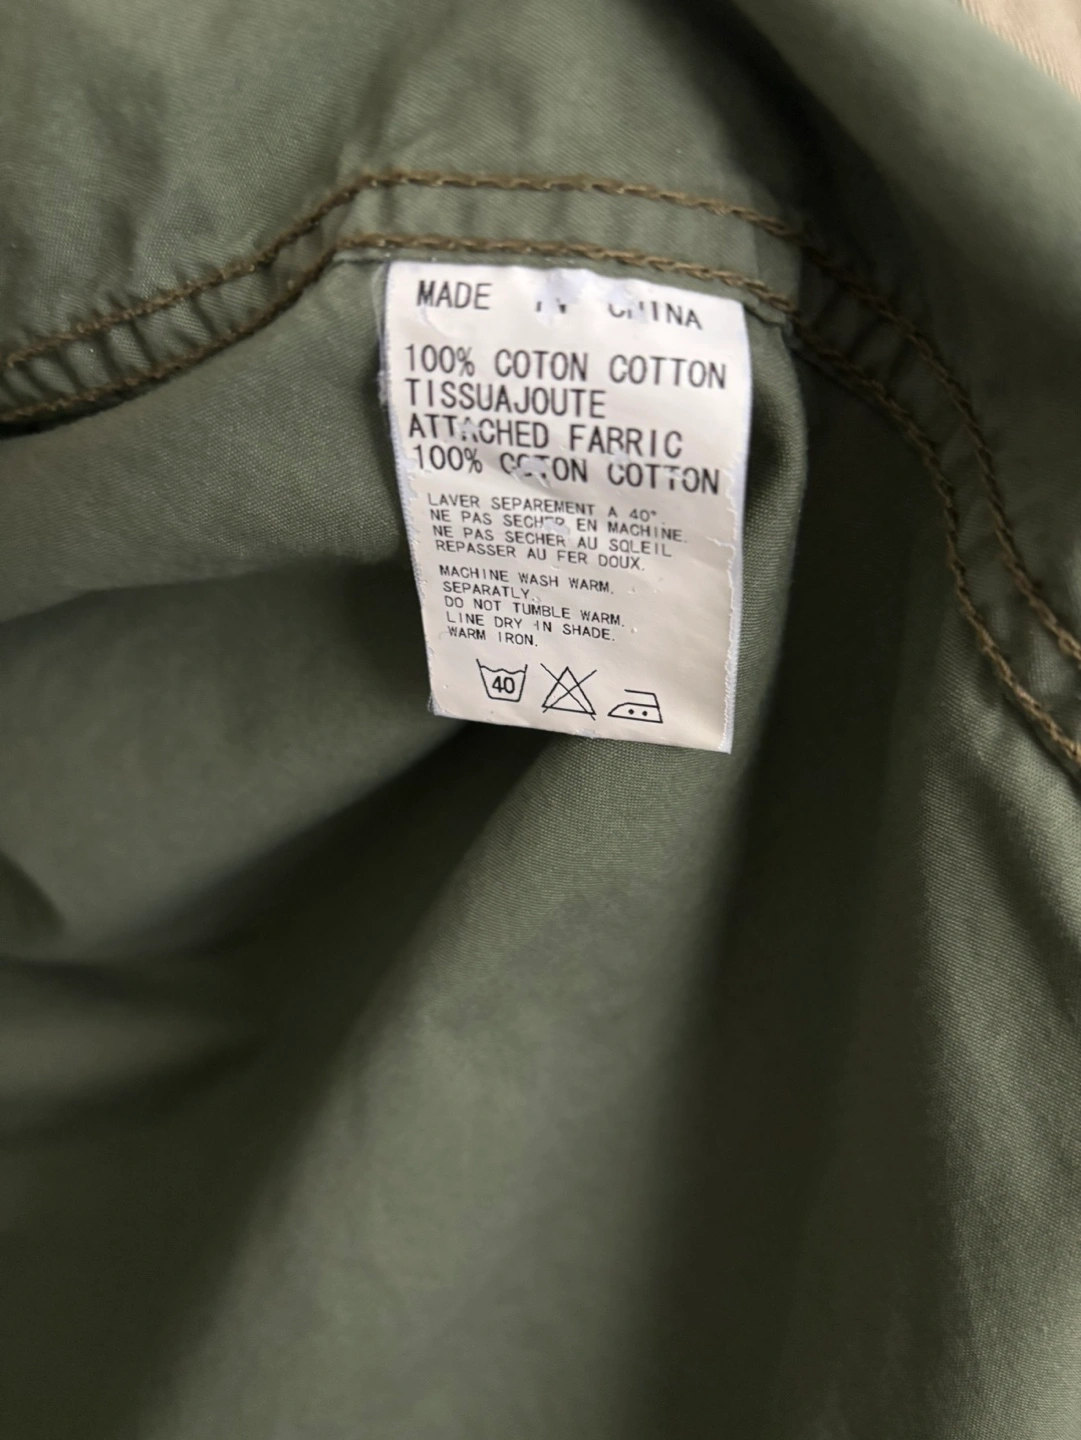 MADE IN CHINA
100% COTON COTTON
TISSUAJOUTE
ATTACHED FABRIC
100% COTON COTTON
LAVER SEPAREMENT A 40°
NE PAS SECHER EN MACHINE.
NE PAS SECHER AU SOLEIL
REPASSER AU FER DOUX.
MACHINE WASH WARM.
SEPARATLY.
DO NOT TUMBLE WARM.
LINE DRY IN SHADE.
WARM IRON.
40